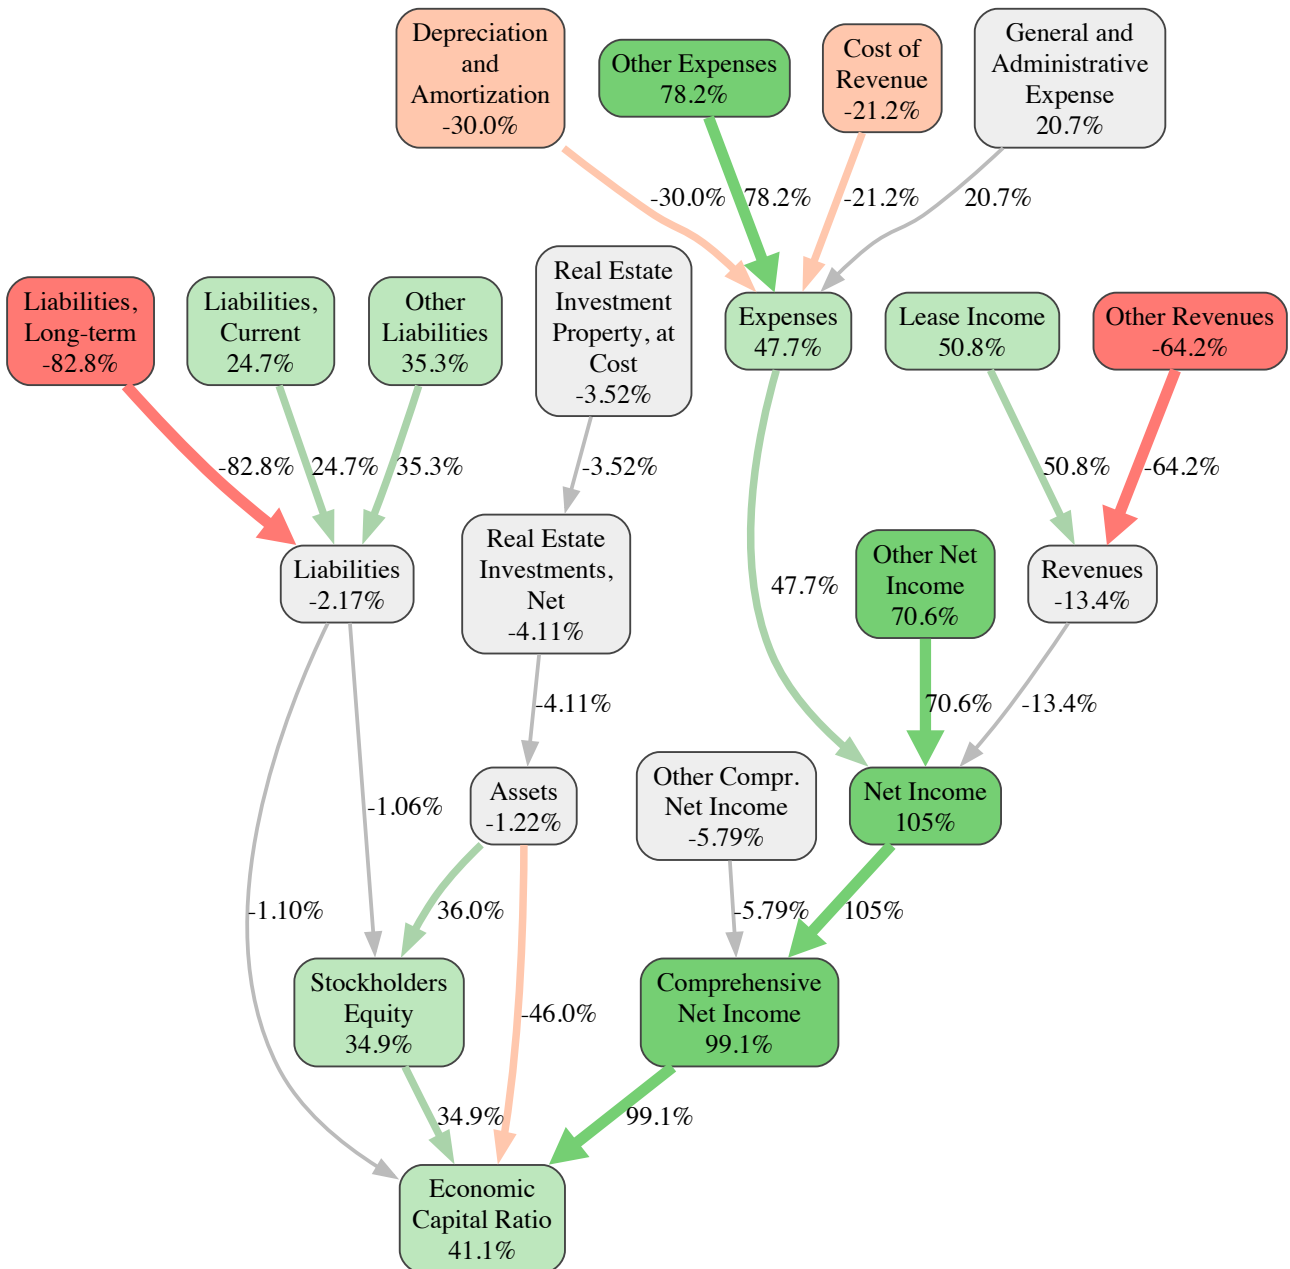 Depreciation
and
Amortization
-30.0%
Other Expenses
78.2%
Cost of
Revenue
-21.2%
General and
Administrative
Expense
20.7%
-30.0%
78.2%
-21.2%
20.7%
Liabilities,
Long-term
-82.8%
Liabilities,
Current
24.7%
Other
Liabilities
35.3%
Real Estate
Investment
Property, at
Cost
-3.52%
Expenses
47.7%
Lease Income
50.8%
Other Revenues
-64.2%
-82.8%
24.7%
35.3%
-3.52%
50.8%
-64.2%
Liabilities
-2.17%
Real Estate
Investments,
Net
-4.11%
47.7%
Other Net
Income
70.6%
Revenues
-13.4%
-4.11%
70.6%
-13.4%
-1.06%
Assets
-1.22%
Other Compr.
Net Income
-5.79%
Net Income
105%
-1.10%
36.0%
-5.79%
105%
Stockholders
Equity
34.9%
-46.0%
Comprehensive
Net Income
99.1%
34.9%
99.1%
Economic
Capital Ratio
41.1%